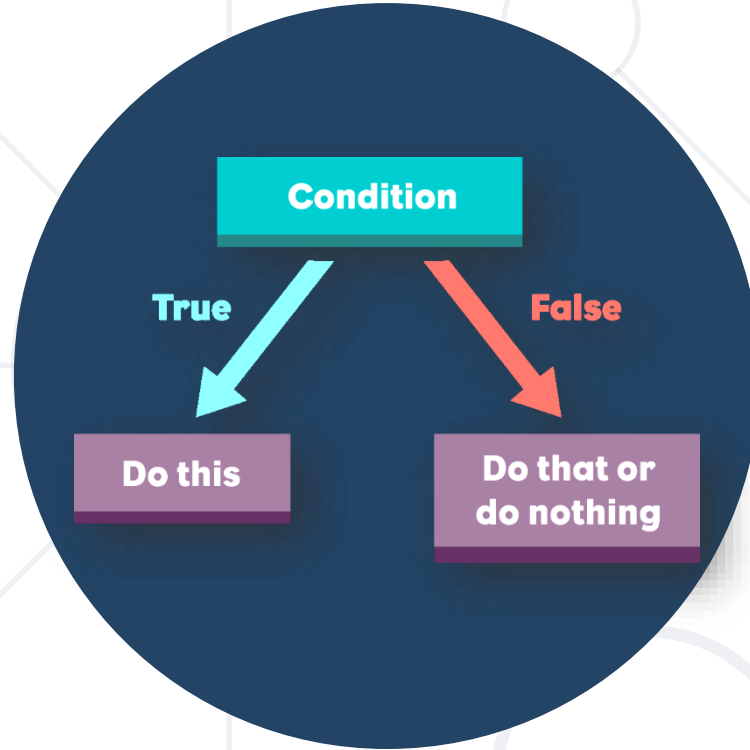 Condition
True
False
Do this
Do that or
do nothing